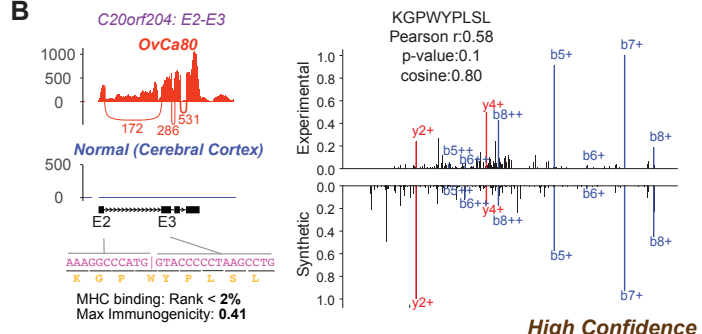 B
C20orf204: E2-E3
OvCa80
1000
500
0
172
286
531
Normal (Cerebral Cortex)
500
0
E2
E3
AAAGGCCCATG|GTACCCCCTAAGCCTG
K G P W Y P L S L
MHC binding: Rank < 2%
Max Immunogenicity: 0.41
KGPWYPLSL
Pearson r:0.58
p-value:0.1
cosine:0.80
Experimental
1.0
0.8
0.6
0.4
0.2
0.0
y2+
b5++
b6++
y4+
b8++
b5+
b6+
b7+
b8+
Synthetic
0.0
0.2
0.4
0.6
0.8
1.0
y2+
b5++
b6++
y4+
b8++
b5+
b6+
b7+
b8+
High Confidence